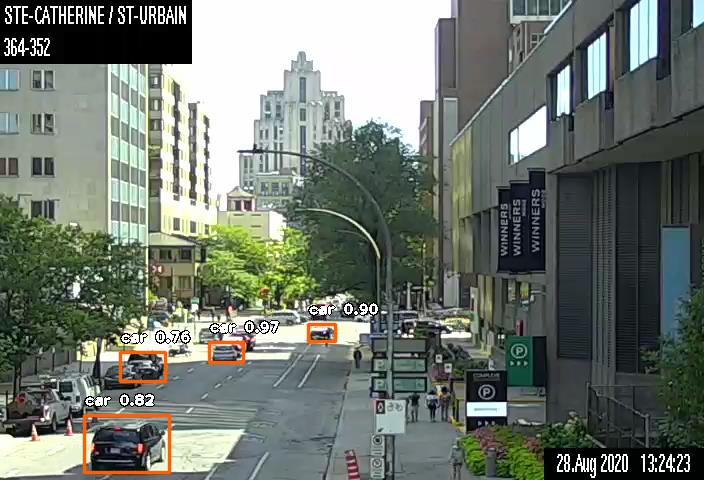 STE-CATHERINE / ST-URBAIN
364-352
car 0.90
car 0.97
car 0.76
car 0.82
WINNERS
WINNERS
WINNERS
P
P
28.Aug 2020 13:24:23